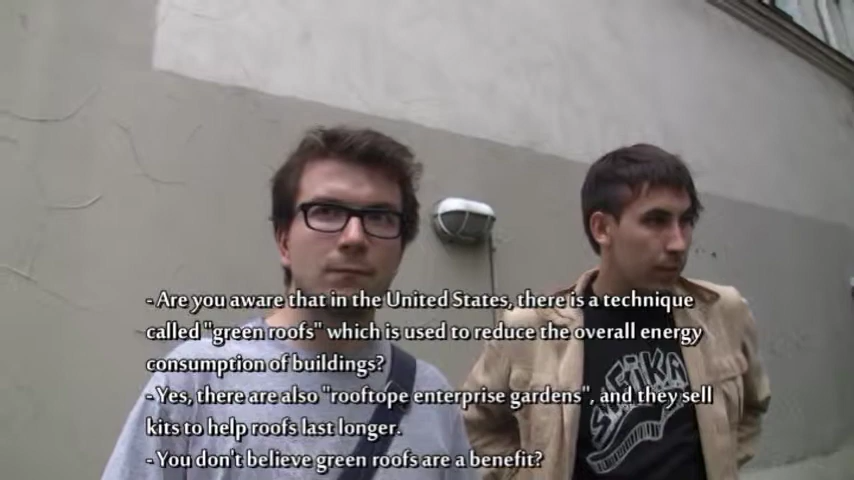 - Are you aware that in the United States, there is a technique
called "green roofs" which is used to reduce the overall energy
consumption of buildings?
- Yes, there are also "rooftope enterprise gardens", and they sell
kits to help roofs last longer.
- You don't believe green roofs are a benefit?